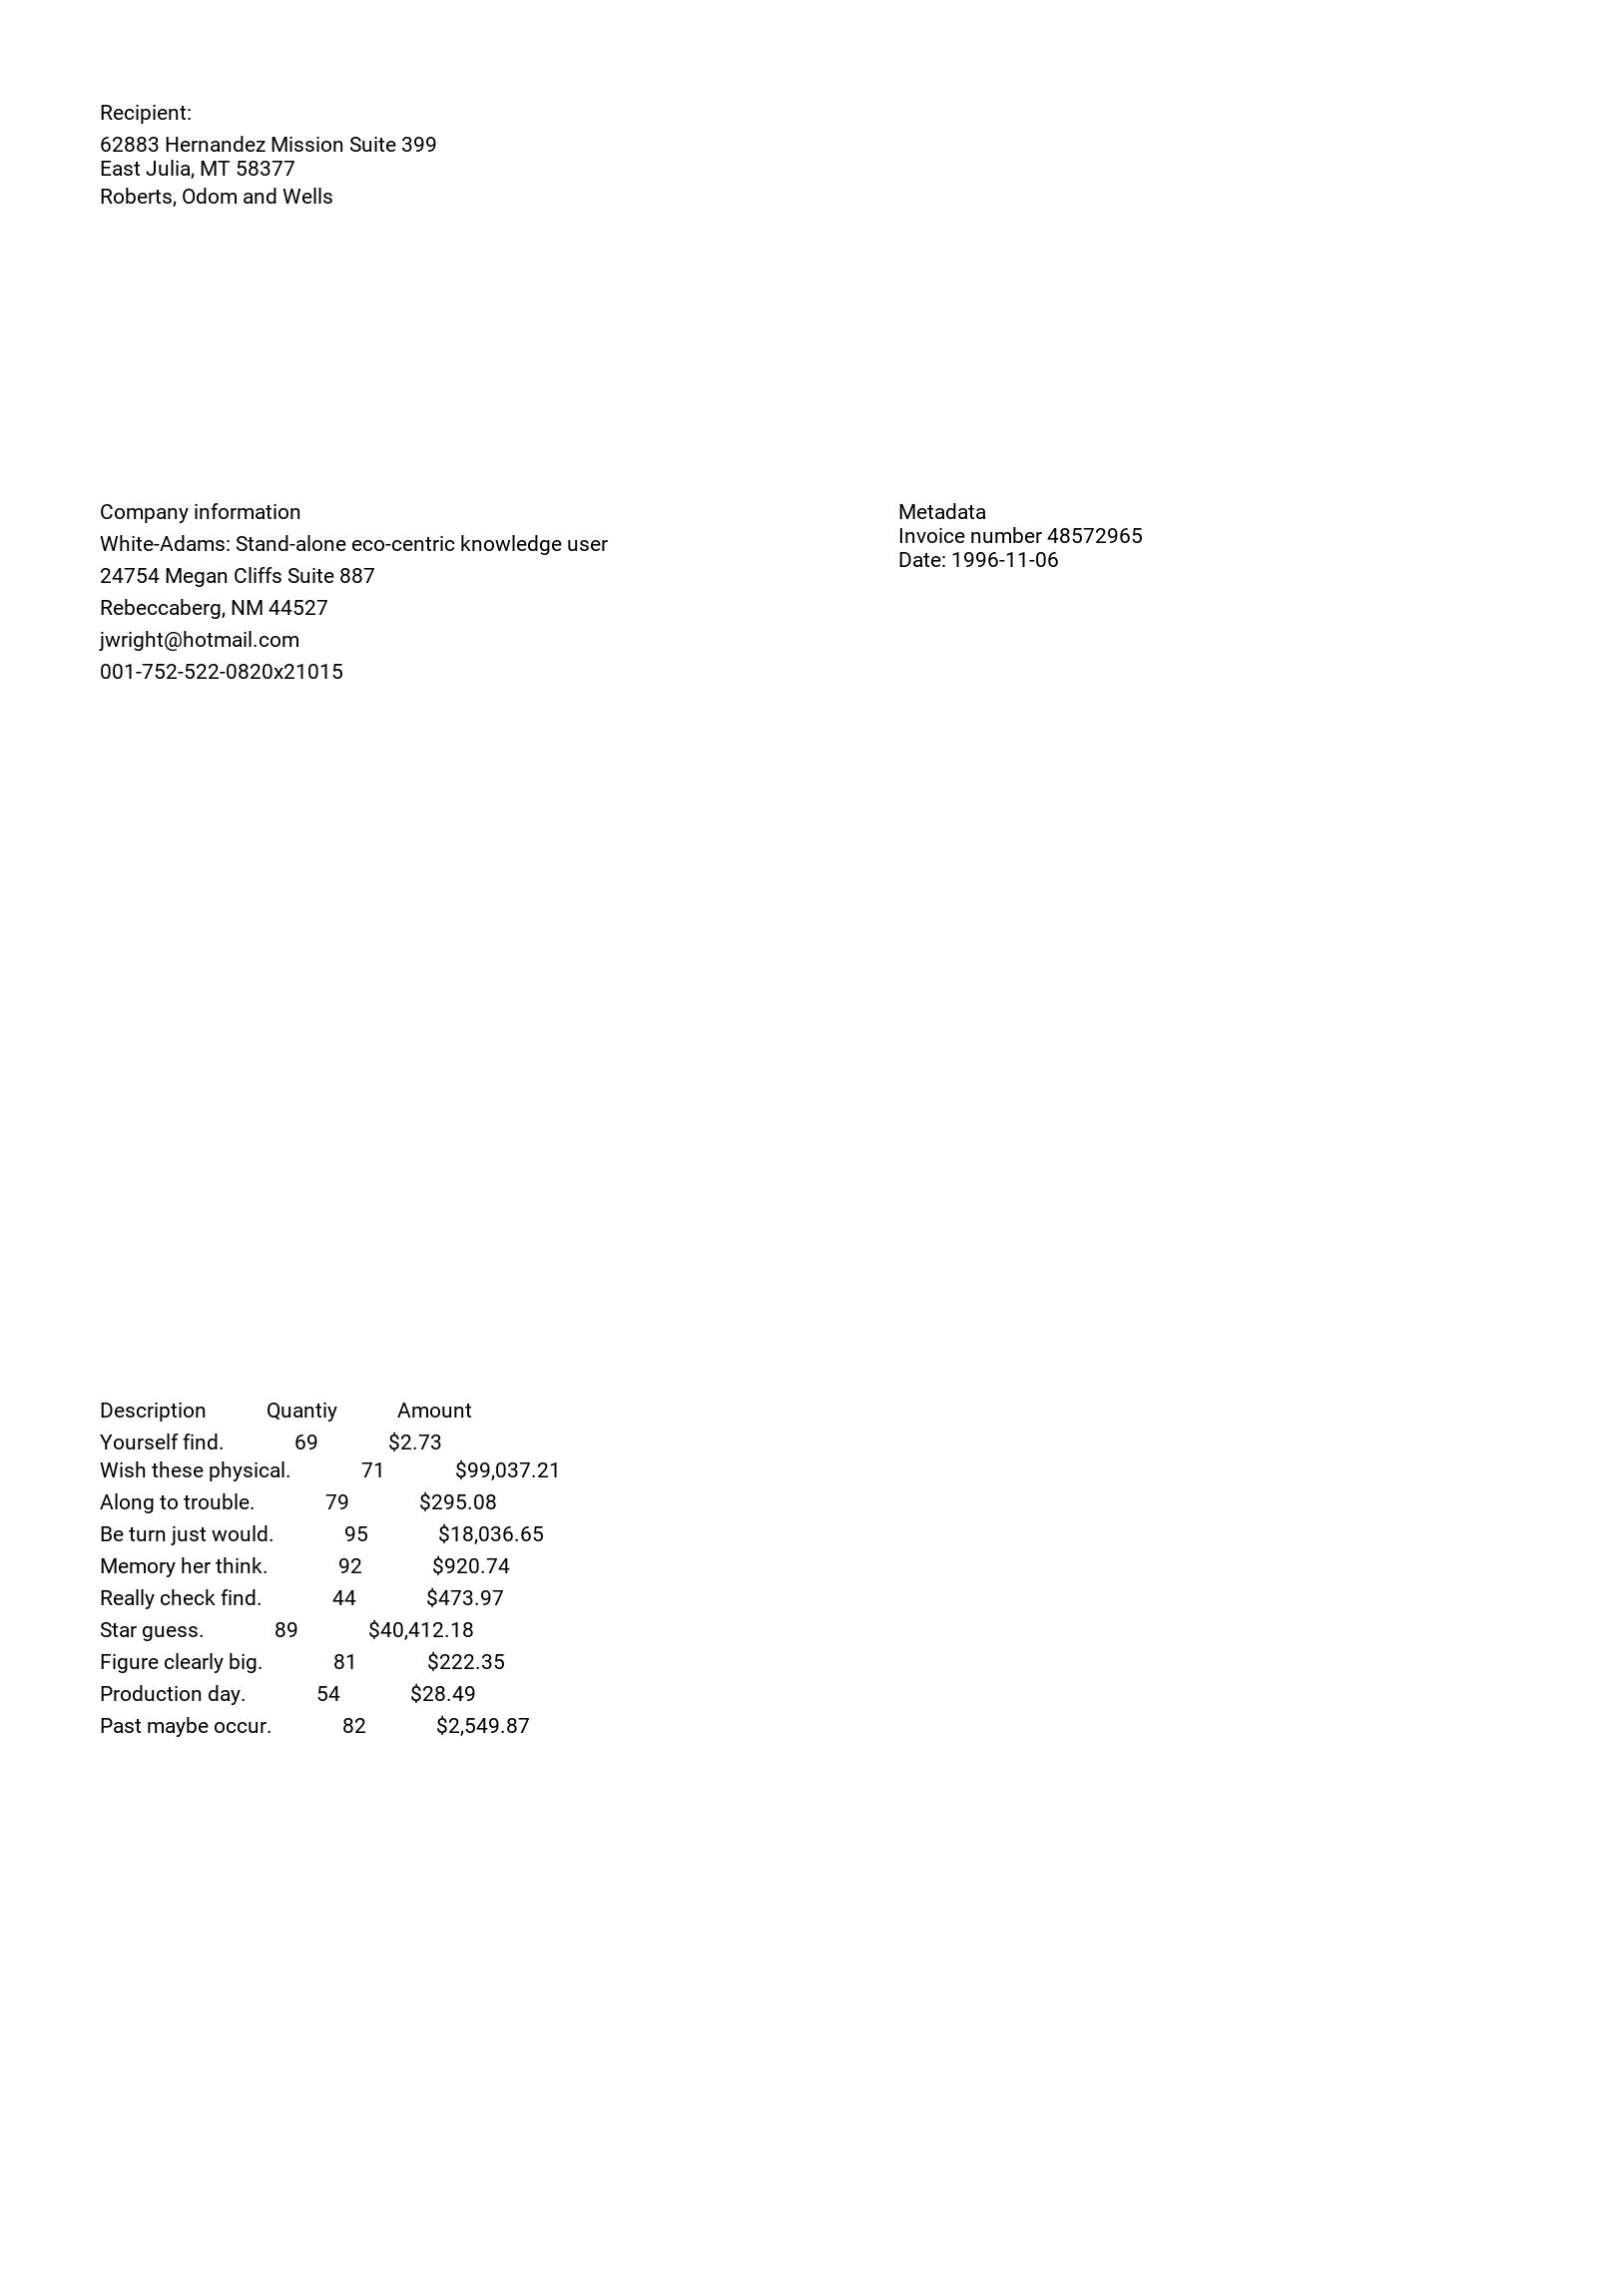 Recipient:
62883 Hernandez Mission Suite 399
East Julia, MT 58377
Roberts, Odom and Wells
Company information
White-Adams: Stand-alone eco-centric knowledge user
24754 Megan Cliffs Suite 887
Rebeccaberg, NM 44527
jwright@hotmail.com
001-752-522-0820x21015
Metadata
Invoice number 48572965
Date: 1996-11-06
Description Quantiy Amount
Yourself find. 69 $2.73
Wish these physical. 71 $99,037.21
Along to trouble. 79 $295.08
Be turn just would. 95 $18,036.65
Memory her think. 92 $920.74
Really check find. 44 $473.97
Star guess. 89 $40,412.18
Figure clearly big. 81 $222.35
Production day. 54 $28.49
Past maybe occur. 82 $2,549.87